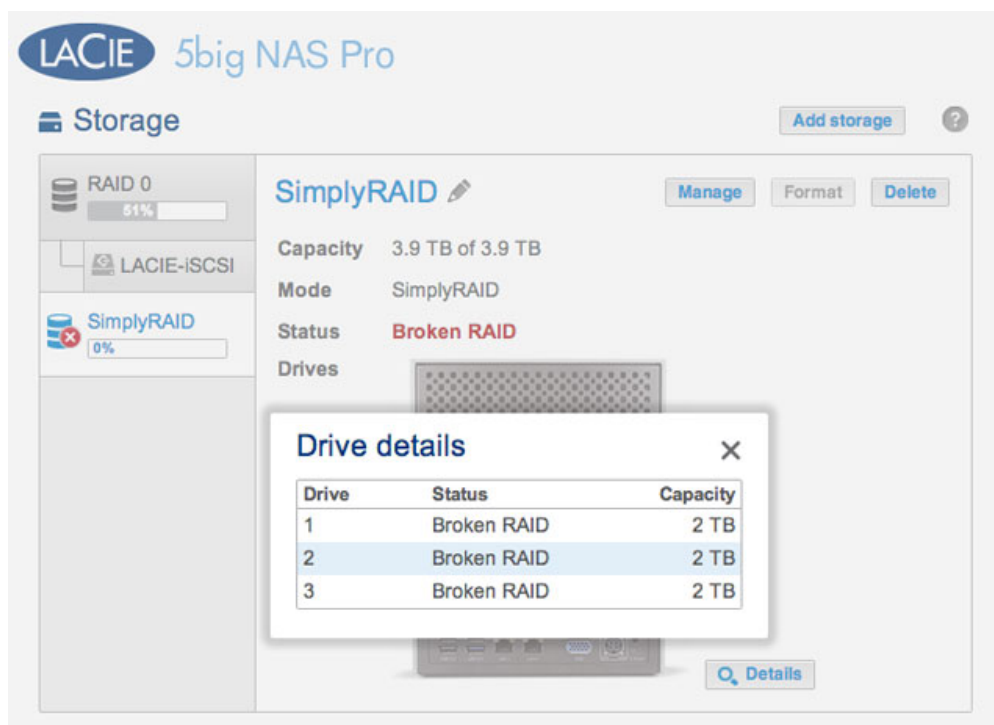 LACIE 5big NAS Pro
Storage
Add storage
?
RAID 0
51%
LACIE-iSCSI
SimplyRAID
0%
SimplyRAID
Manage
Format
Delete
Capacity 3.9 TB of 3.9 TB
Mode SimplyRAID
Status Broken RAID
Drives
Drive details
Drive Status Capacity
1 Broken RAID 2 TB
2 Broken RAID 2 TB
3 Broken RAID 2 TB
Details